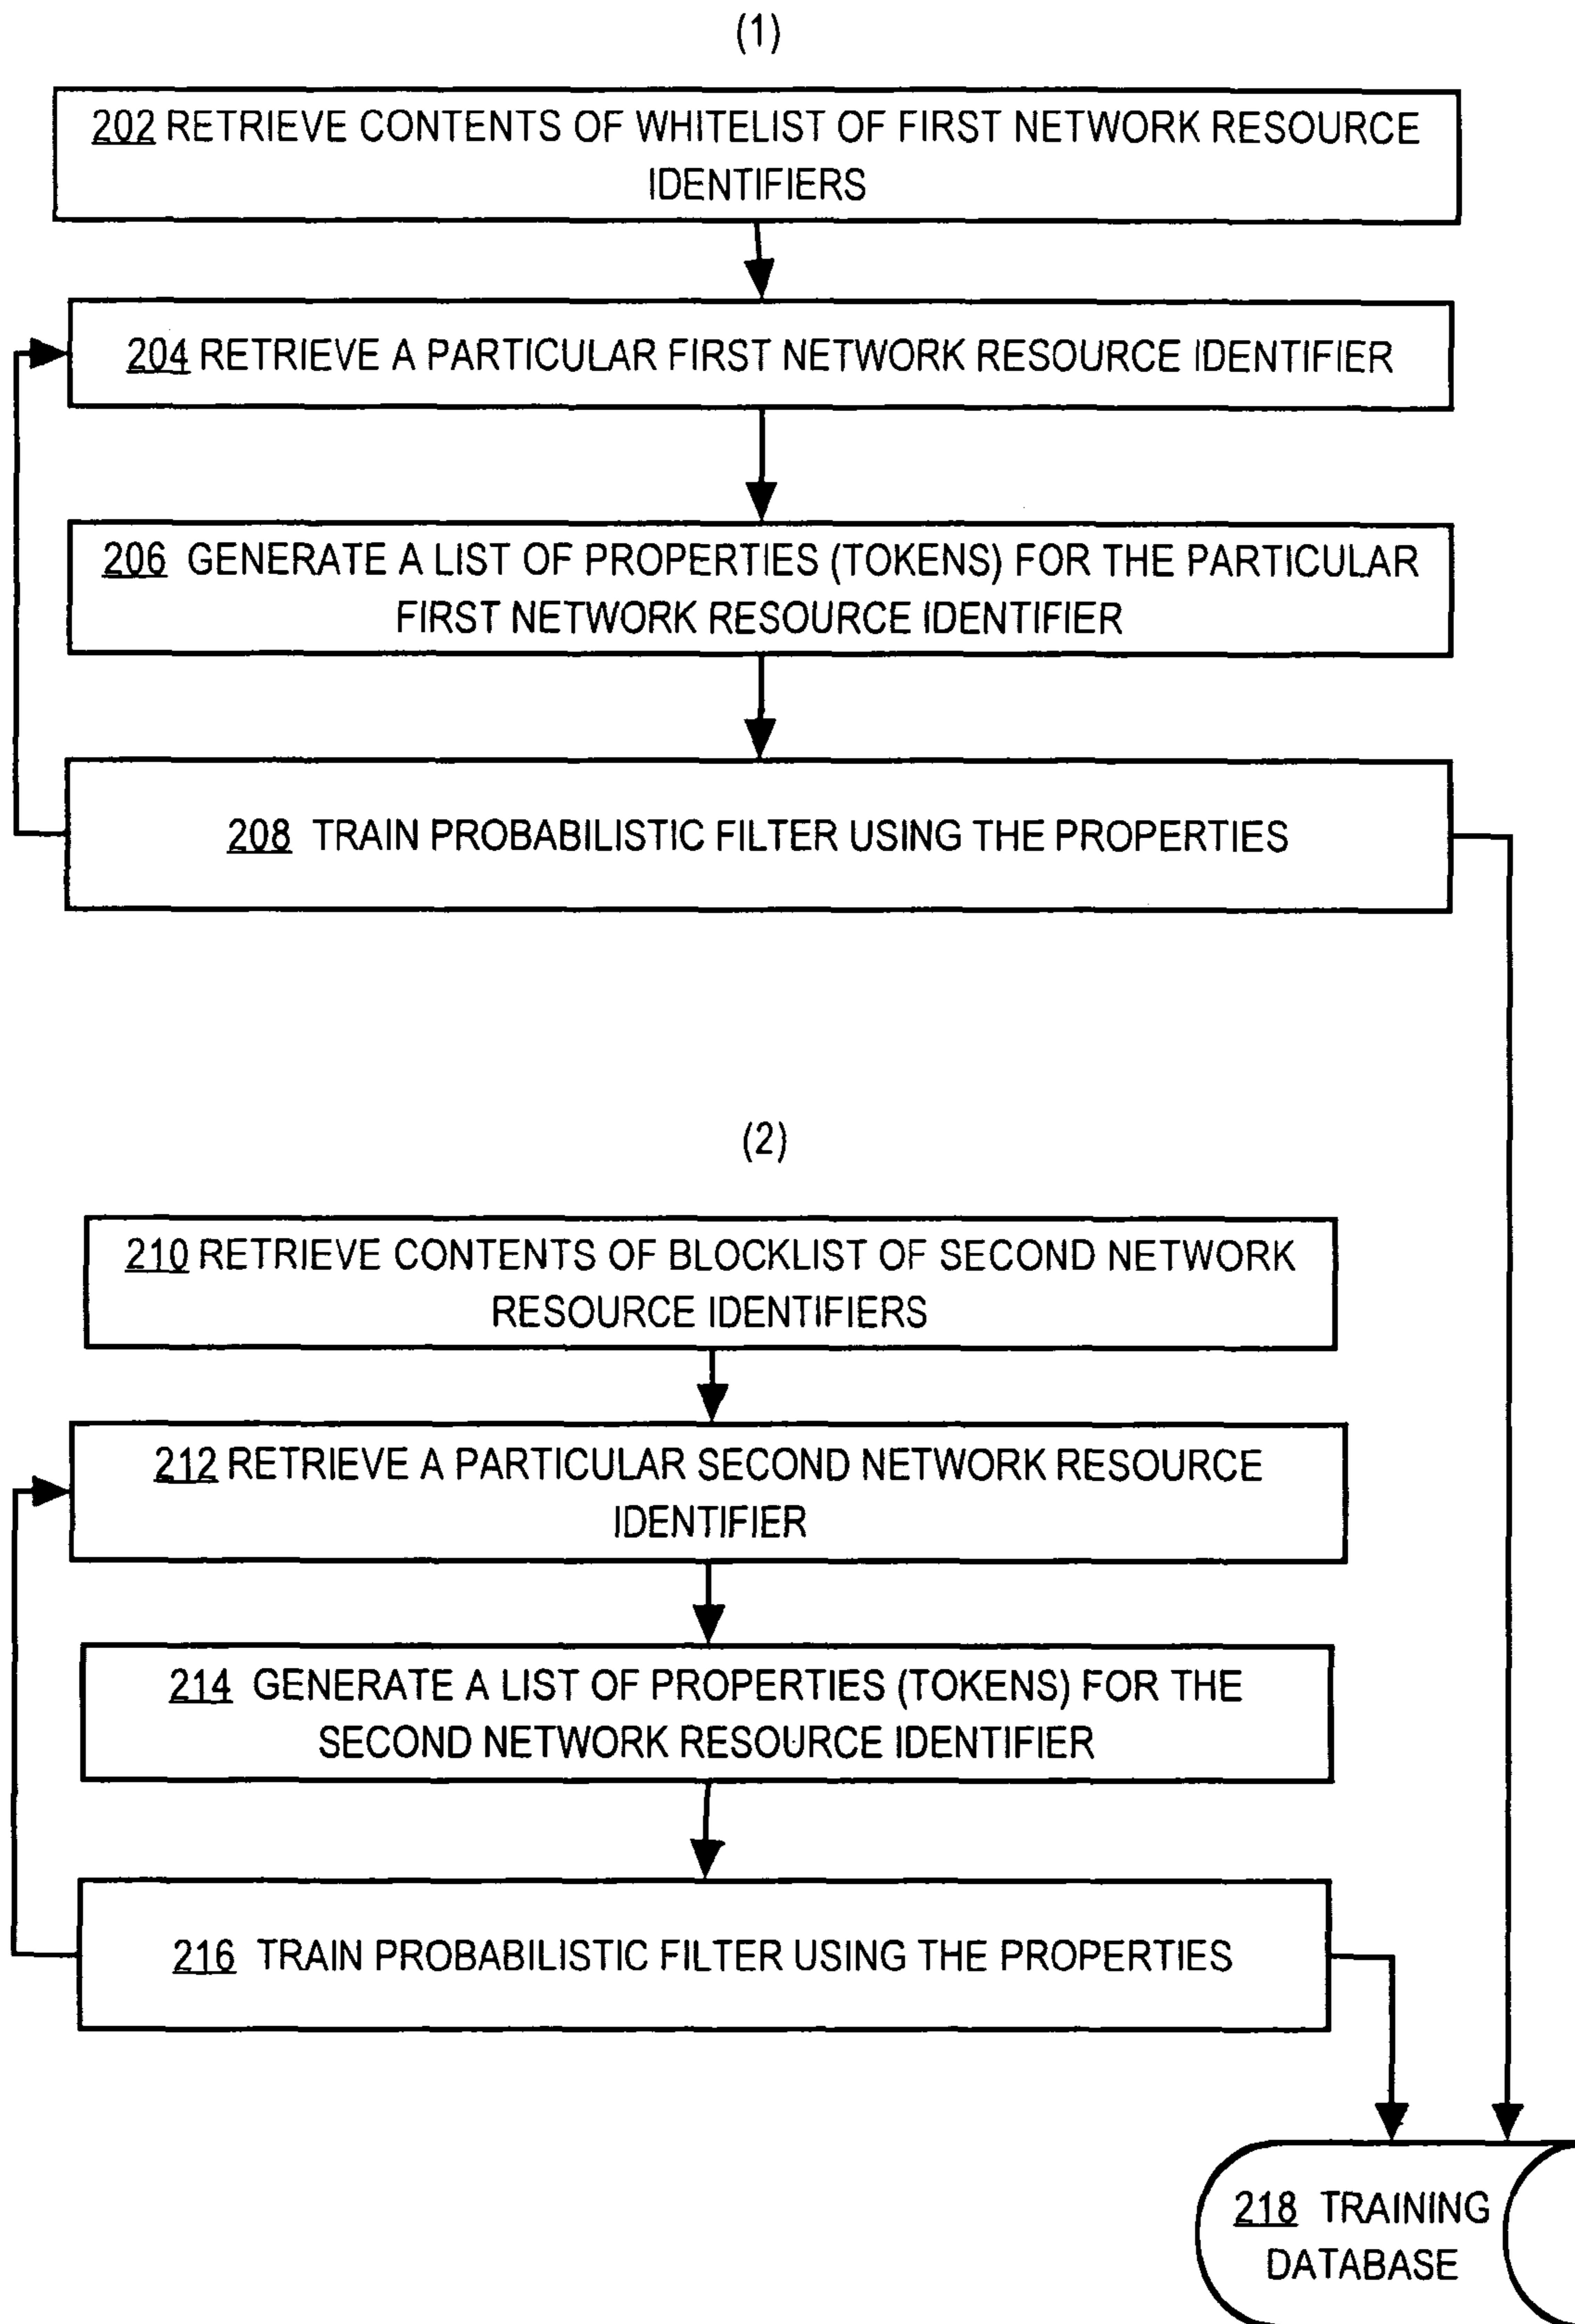 (1)
202 RETRIEVE CONTENTS OF WHITELIST OF FIRST NETWORK RESOURCE
IDENTIFIERS
204 RETRIEVE A PARTICULAR FIRST NETWORK RESOURCE IDENTIFIER
206 GENERATE A LIST OF PROPERTIES (TOKENS) FOR THE PARTICULAR
FIRST NETWORK RESOURCE IDENTIFIER
208 TRAIN PROBABILISTIC FILTER USING THE PROPERTIES
(2)
210 RETRIEVE CONTENTS OF BLOCKLIST OF SECOND NETWORK
RESOURCE IDENTIFIERS
212 RETRIEVE A PARTICULAR SECOND NETWORK RESOURCE
IDENTIFIER
214 GENERATE A LIST OF PROPERTIES (TOKENS) FOR THE
SECOND NETWORK RESOURCE IDENTIFIER
216 TRAIN PROBABILISTIC FILTER USING THE PROPERTIES
218 TRAINING
DATABASE